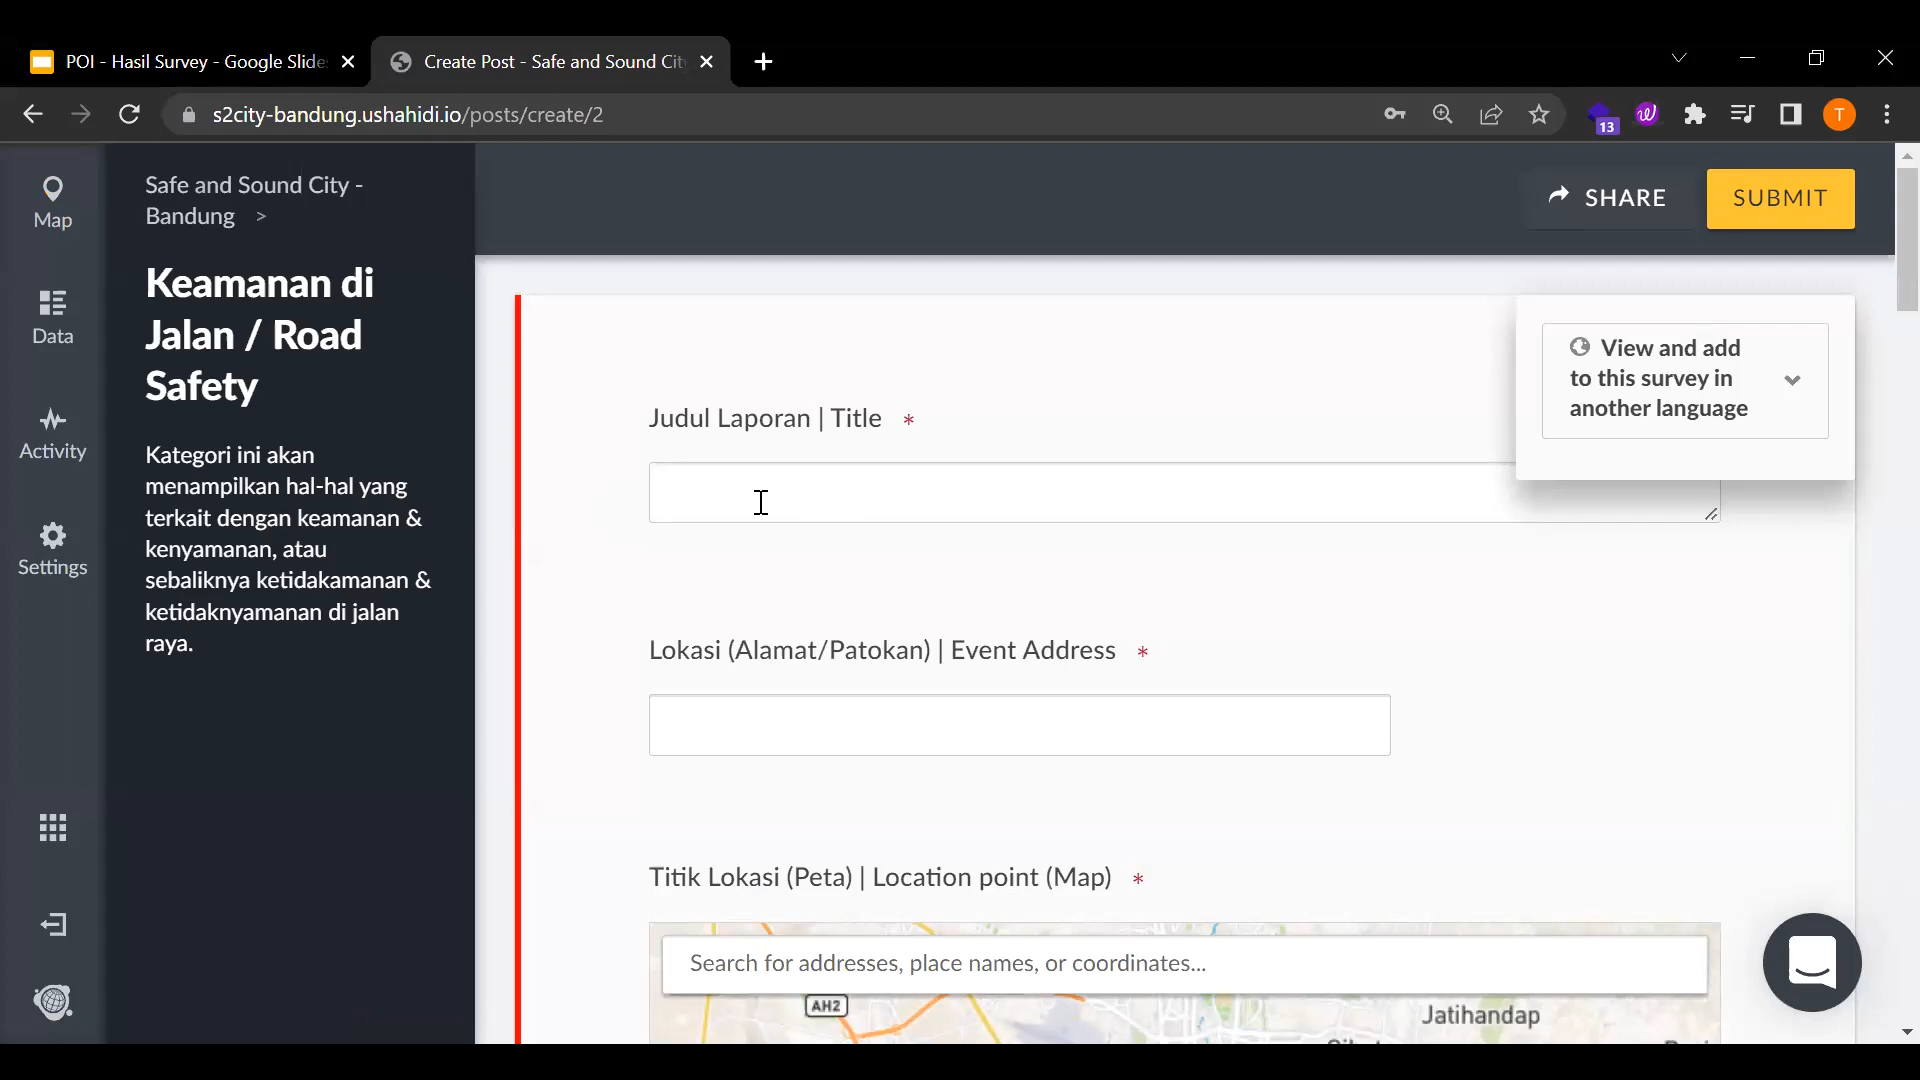 POI - Hasil Survey - Google Slide
Create Post - Safe and Sound Cit
s2city-bandung.ushahidi.io/posts/create/2
13
T
Map
Data
Activity
Settings
Safe and Sound City -
Bandung >
Keamanan di
Jalan / Road
Safety
Kategori ini akan
menampilkan hal-hal yang
terkait dengan keamanan &
kenyamanan, atau
sebaliknya ketidakamanan &
ketidaknyamanan di jalan
raya.
SHARE
SUBMIT
View and add
to this survey in
another language
Judul Laporan | Title *
Lokasi (Alamat/Patokan) | Event Address *
Titik Lokasi (Peta) | Location point (Map) *
Search for addresses, place names, or coordinates...
AH2
Jatihandap